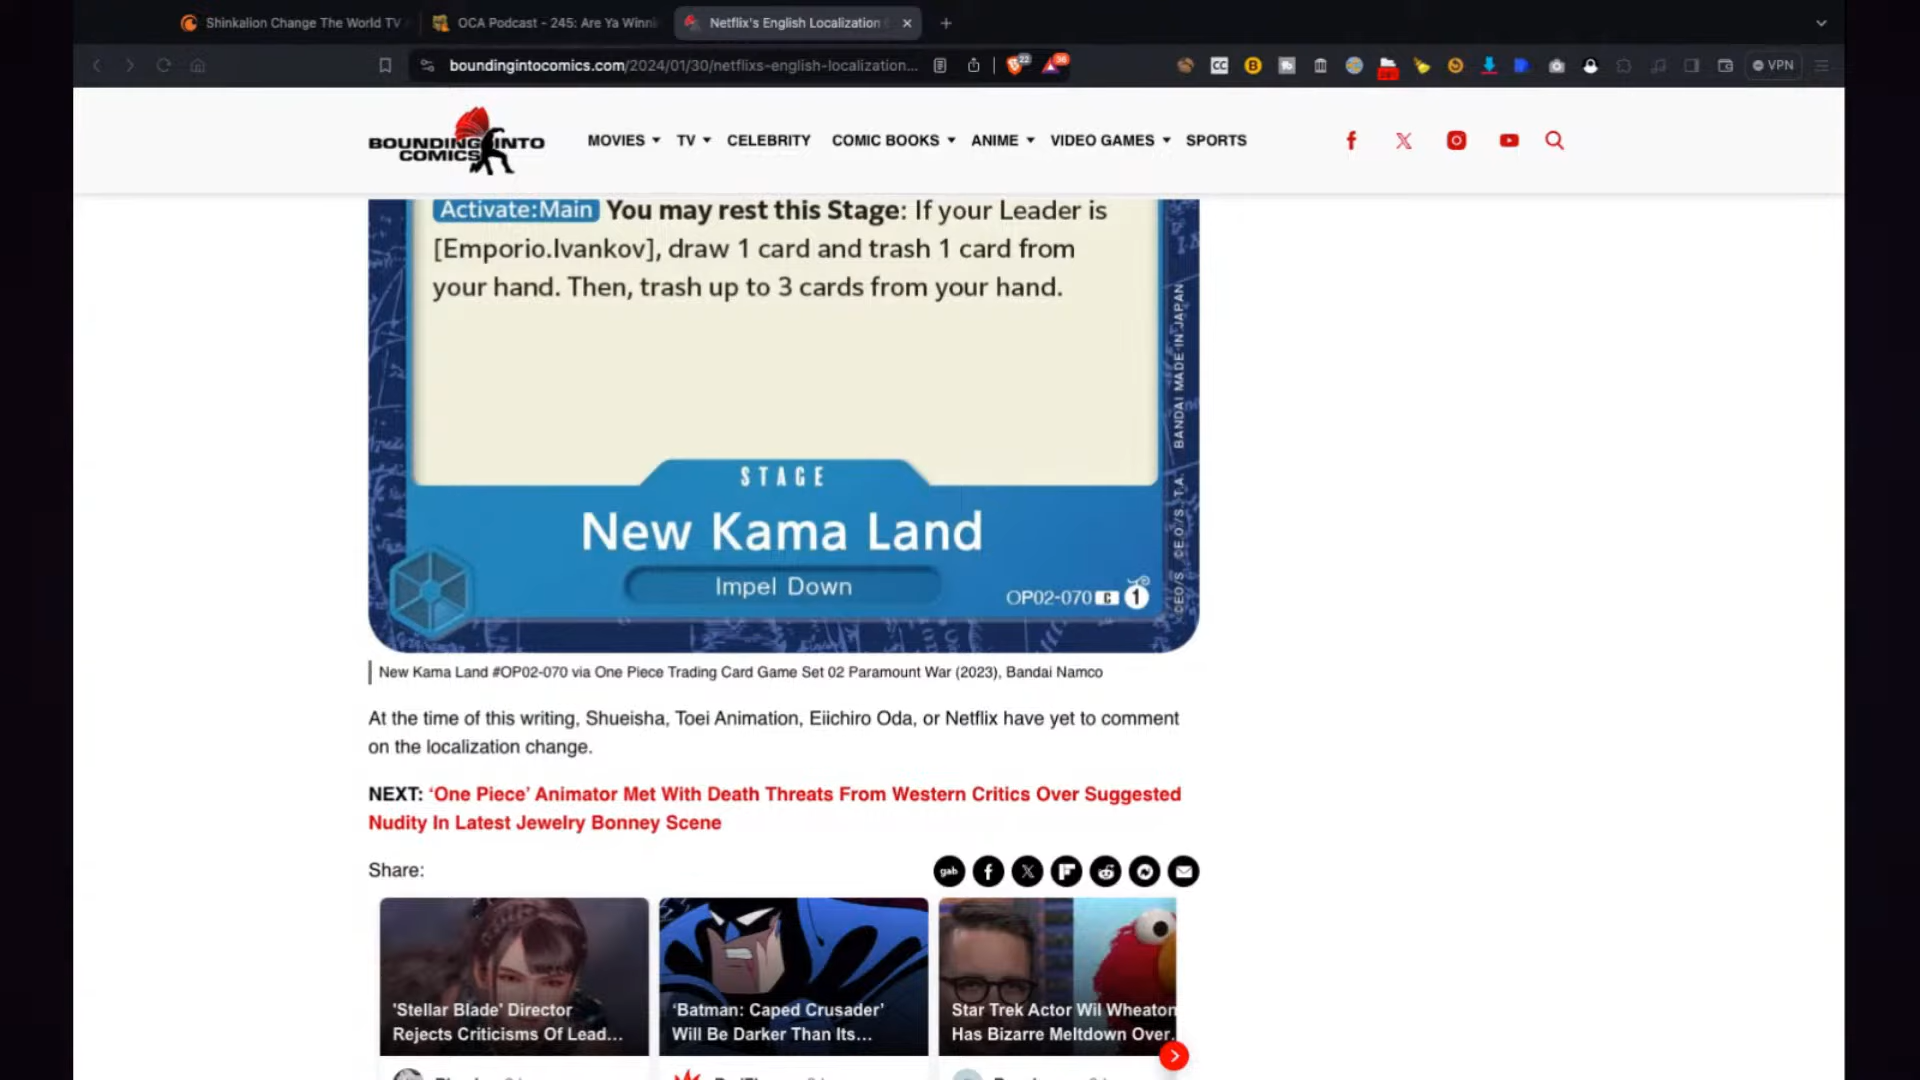 Shinkalion Change The World TV
OCA Podcast - 245: Are Ya Winni
Netflix's English Localization
boundingintocomics.com/2024/01/30/netflixs-english-localization...
22
36
CC
B
VPN
BOUNDING INTO
COMICS
MOVIES
TV
CELEBRITY
COMIC BOOKS
ANIME
VIDEO GAMES
SPORTS
Activate:Main You may rest this Stage: If your Leader is
[Emporio.Ivankov], draw 1 card and trash 1 card from
your hand. Then, trash up to 3 cards from your hand.
©E.O./S. T.A. BANDAI MADE IN JAPAN
STAGE
New Kama Land
Impel Down
OP02-070 C 1
New Kama Land #OP02-070 via One Piece Trading Card Game Set 02 Paramount War (2023), Bandai Namco
At the time of this writing, Shueisha, Toei Animation, Eiichiro Oda, or Netflix have yet to comment
on the localization change.
NEXT: ‘One Piece’ Animator Met With Death Threats From Western Critics Over Suggested
Nudity In Latest Jewelry Bonney Scene
Share:
gab
'Stellar Blade' Director
Rejects Criticisms Of Lead...
‘Batman: Caped Crusader’
Will Be Darker Than Its...
Star Trek Actor Wil Wheaton
Has Bizarre Meltdown Over.